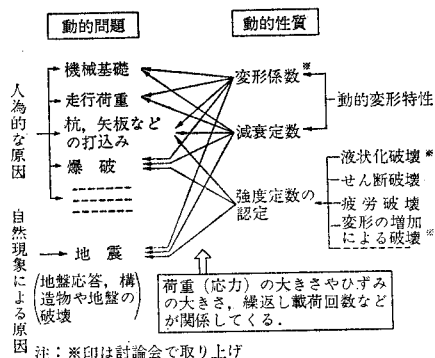 動的問題
動的性質
人為的な原因
機械基礎
走行荷重
杭，矢板など
の打込み
爆破
自然現象による原因
地震
(地盤応答，構
造物や地盤の
破壊)
変形係数※
減衰定数
強度定数の
認定
動的変形特性
液状化破壊※
せん断破壊
疲労破壊
変形の増加
による破壊※
荷重（応力）の大きさやひずみ
の大きさ，繰返し載荷回数など
が関係してくる．
注：※印は討論会で取り上げ